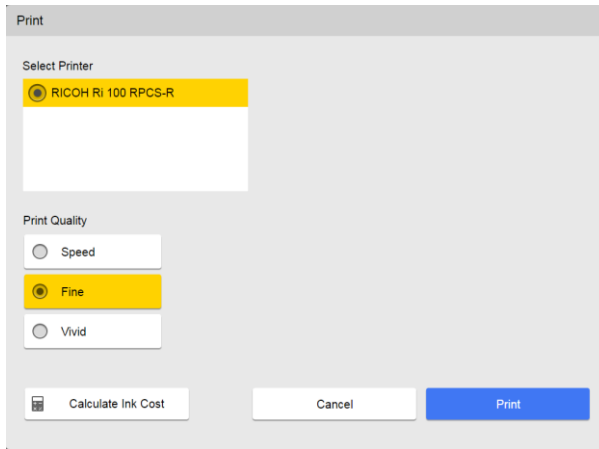 Print
Select Printer
RICOH Ri 100 RPCS-R
Print Quality
Speed
Fine
Vivid
Calculate Ink Cost
Cancel
Print